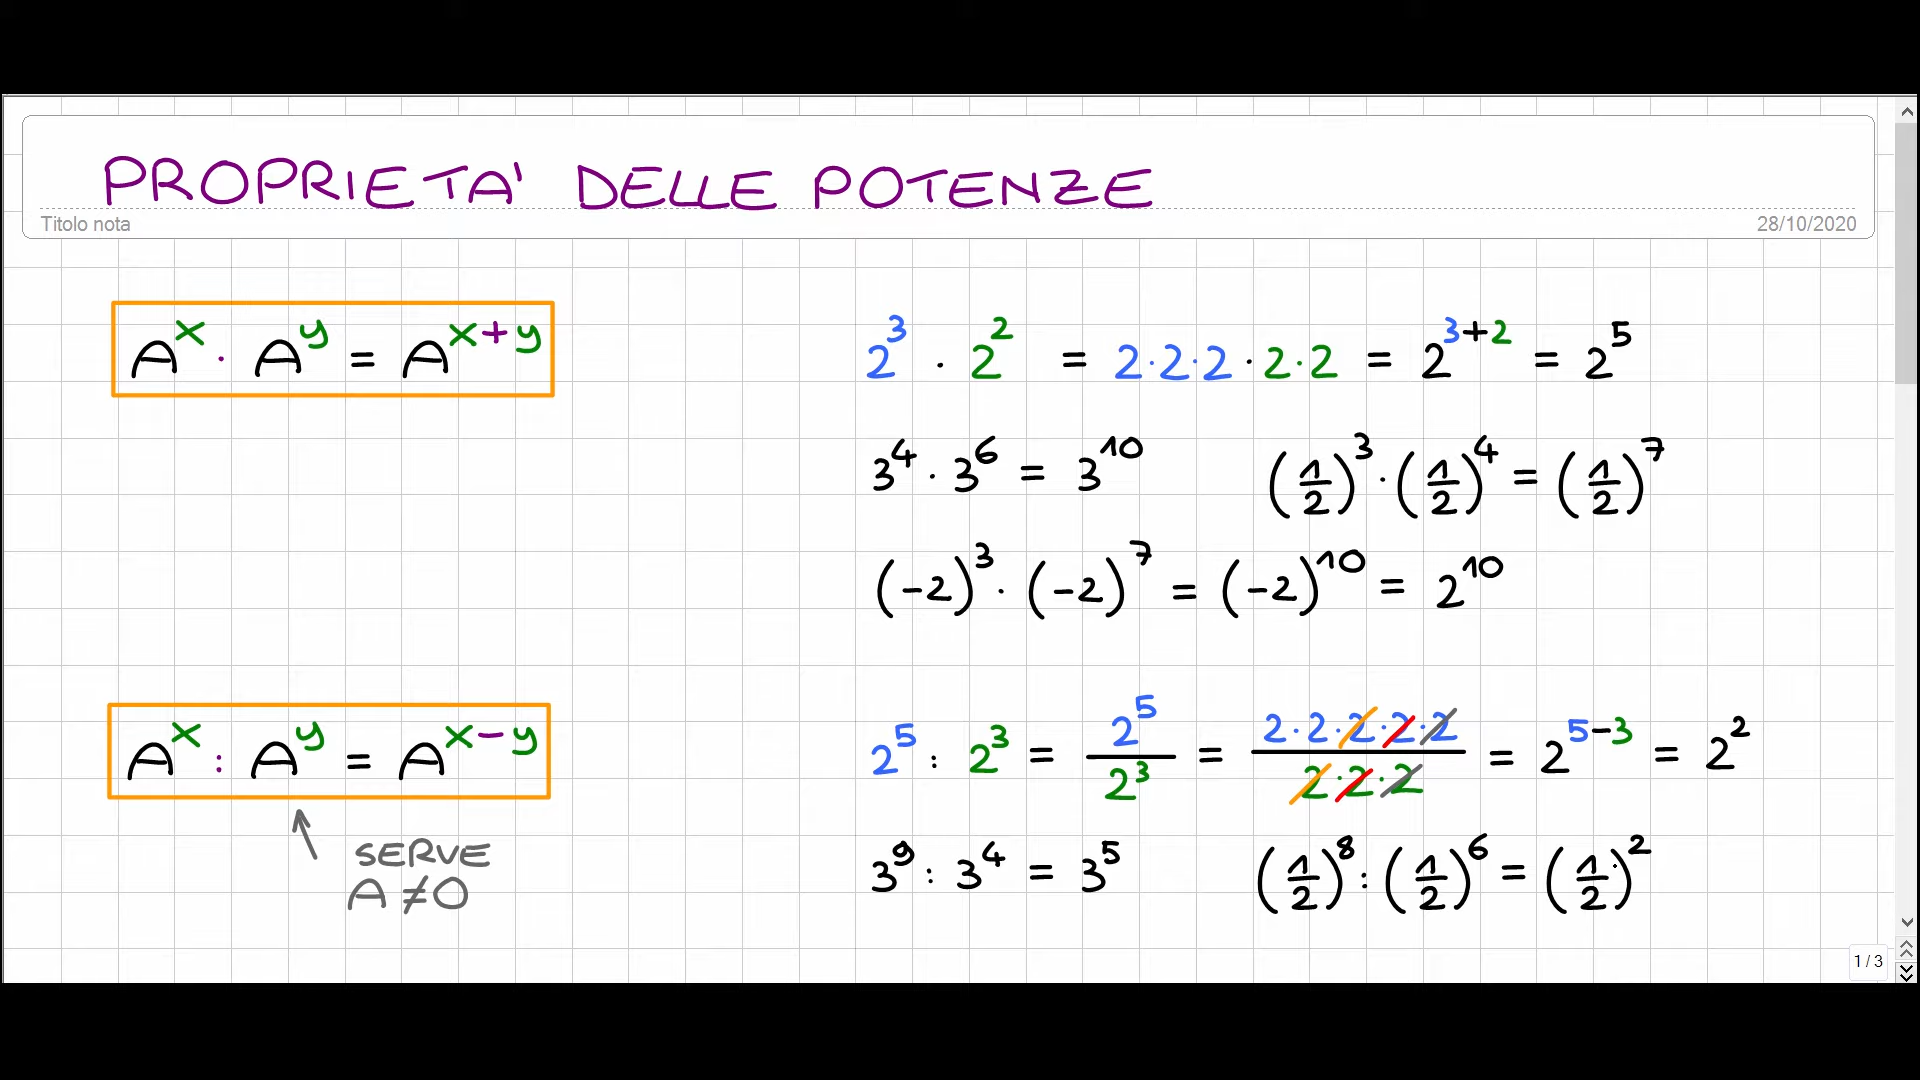 PROPRIETA' DELLE POTENZE
Titolo nota 28/10/2020
A^x · A^y = A^(x+y)
2^3 · 2^2 = 2·2·2·2·2 = 2^(3+2) = 2^5
3^4 · 3^6 = 3^10 (1/2)^3 · (1/2)^4 = (1/2)^7
(-2)^3 · (-2)^7 = (-2)^10 = 2^10
A^x : A^y = A^(x-y)
2^5 : 2^3 = 2^5/2^3 = 2·2·2·2·2/2·2·2 = 2^(5-3) = 2^2
SERVE
A ≠ 0
3^9 : 3^4 = 3^5 (1/2)^8 : (1/2)^6 = (1/2)^2
1 / 3